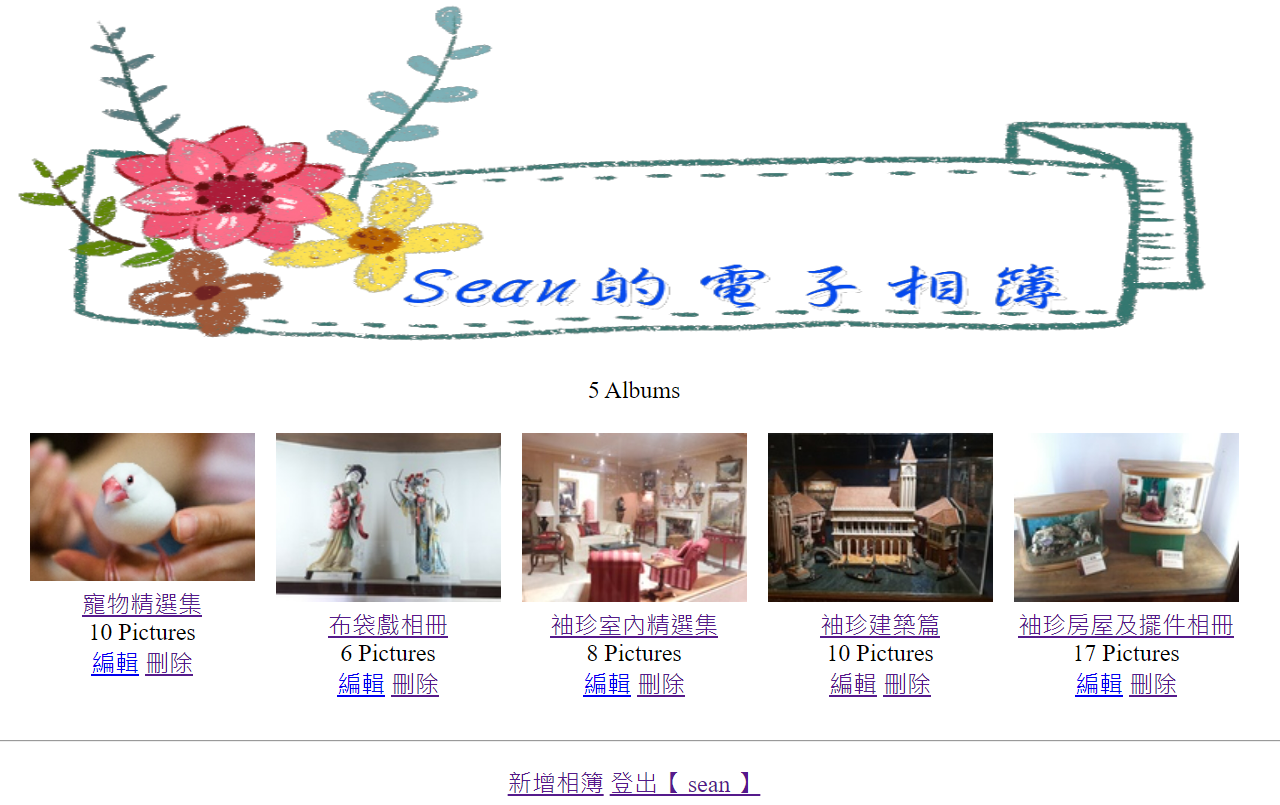 Sean的電子相簿
5 Albums
寵物精選集
10 Pictures
編輯 刪除
布袋戲相冊
6 Pictures
編輯 刪除
袖珍室內精選集
8 Pictures
編輯 刪除
袖珍建築篇
10 Pictures
編輯 刪除
袖珍房屋及擺件相冊
17 Pictures
編輯 刪除
新增相簿 登出【 sean 】